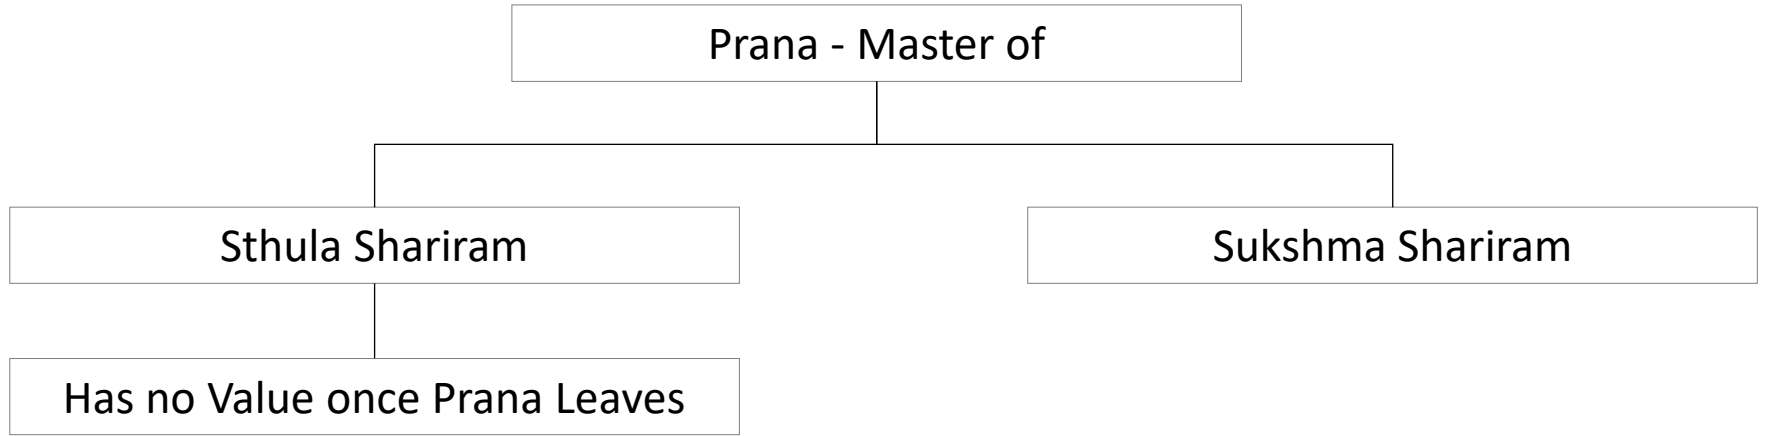 Prana - Master of
Sthula Shariram
Sukshma Shariram
Has no Value once Prana Leaves